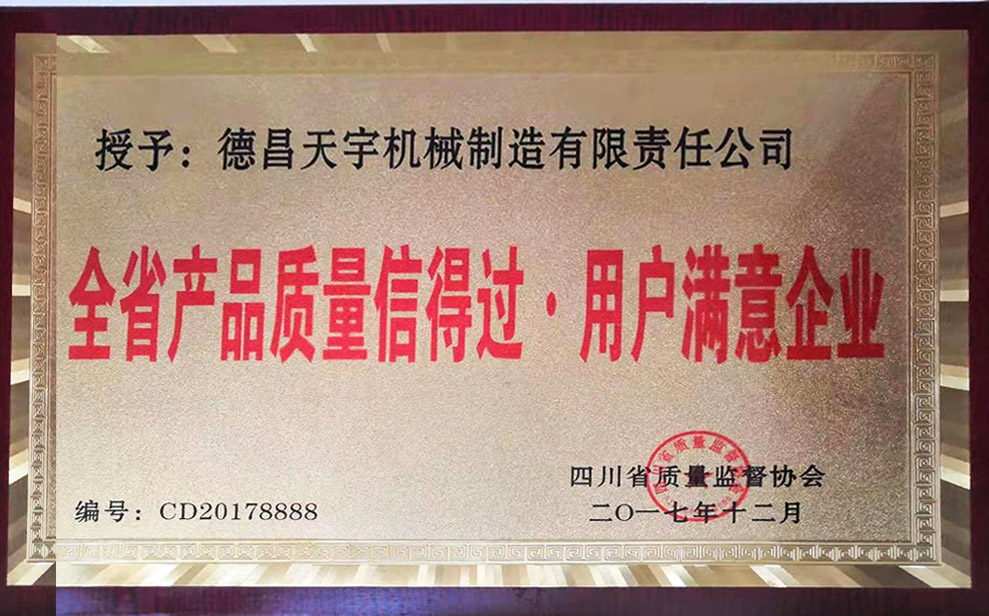 授予：德昌天宇机械制造有限责任公司
全省产品质量信得过·用户满意企业
四川省质量监督协会
编号：CD20178888
二〇一七年十二月